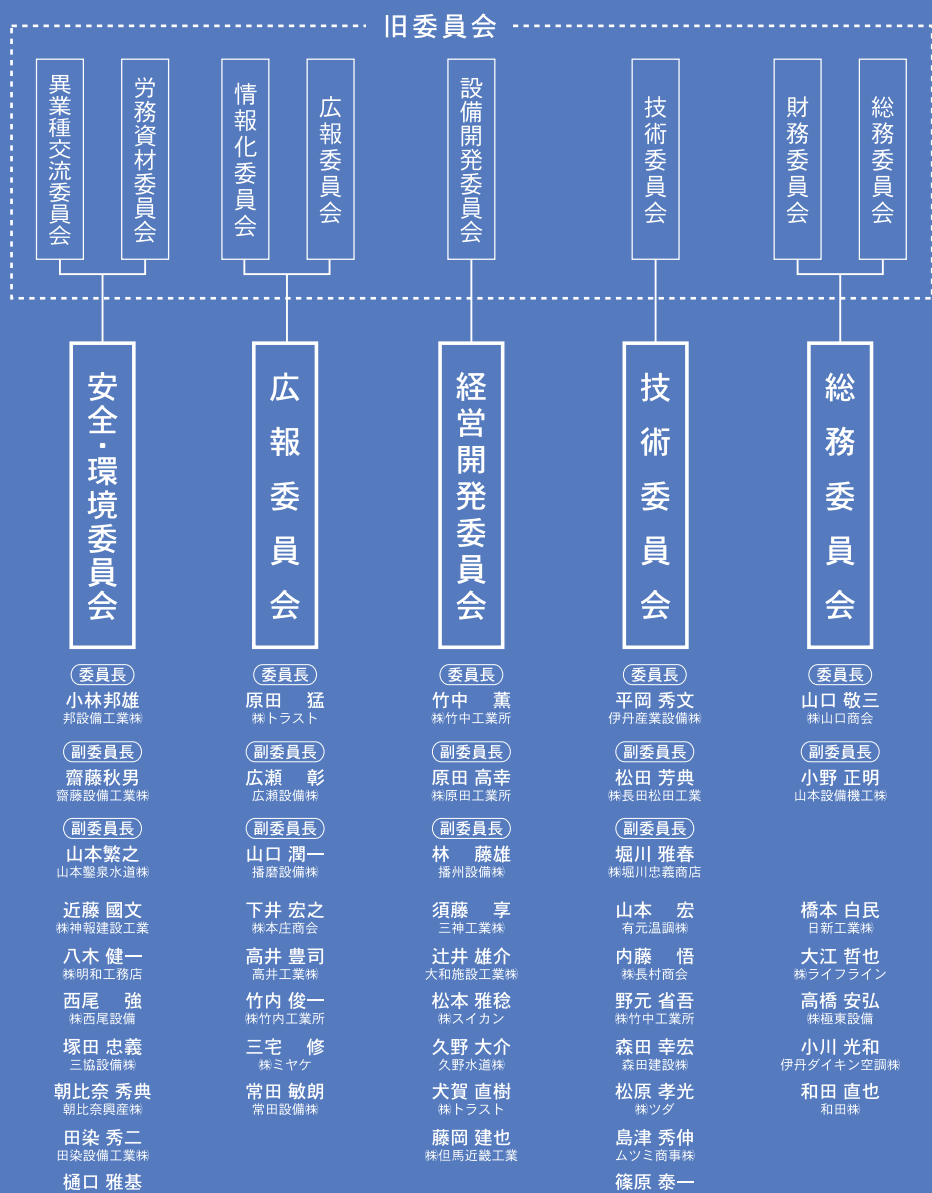 旧委員会
異業種交流委員会
労務資材委員会
情報化委員会
広報委員会
設備開発委員会
技術委員会
財務委員会
総務委員会
安全・環境委員会
委員長
小林邦雄
邦設備工業㈱
副委員長
齋藤秋男
齋藤設備工業㈱
副委員長
山本繁之
山本鑿泉水道㈱
近藤 國文
㈱神報建設工業
八木 健一
㈱明和工務店
西尾　強
㈱西尾設備
塚田 忠義
三協設備㈱
朝比奈 秀典
朝比奈興産㈱
田染 秀二
田染設備工業㈱
樋口 雅基
広報委員会
委員長
原田　猛
㈱トラスト
副委員長
広瀬　彰
広瀬設備㈱
副委員長
山口 潤一
播磨設備㈱
下井 宏之
㈱本庄商会
高井 豊司
高井工業㈱
竹内 俊一
㈱竹内工業所
三宅　修
㈱ミヤケ
常田 敏朗
常田設備㈱
経営開発委員会
委員長
竹中　薫
㈱竹中工業所
副委員長
原田 高幸
㈱原田工業所
副委員長
林　藤雄
播州設備㈱
須藤　享
三神工業㈱
辻井 雄介
大和施設工業㈱
松本 雅稔
㈱スイカン
久野 大介
久野水道㈱
犬賀 直樹
㈱トラスト
藤岡 建也
㈱但馬近畿工業
技術委員会
委員長
平岡 秀文
伊丹産業設備㈱
副委員長
松田 芳典
㈱長田松田工業
副委員長
堀川 雅春
㈱堀川忠義商店
山本　宏
有元温調㈱
内藤　悟
㈱長村商会
野元 省吾
㈱竹中工業所
森田 幸宏
森田建設㈱
松原 孝光
㈱ツダ
島津 秀伸
ムツミ商事㈱
篠原 泰一
総務委員会
委員長
山口 敬三
㈱山口商会
副委員長
小野 正明
山本設備機工㈱
橋本 白民
日新工業㈱
大江 哲也
㈱ライフライン
高橋 安弘
㈱極東設備
小川 光和
伊丹ダイキン空調㈱
和田 直也
和田㈱